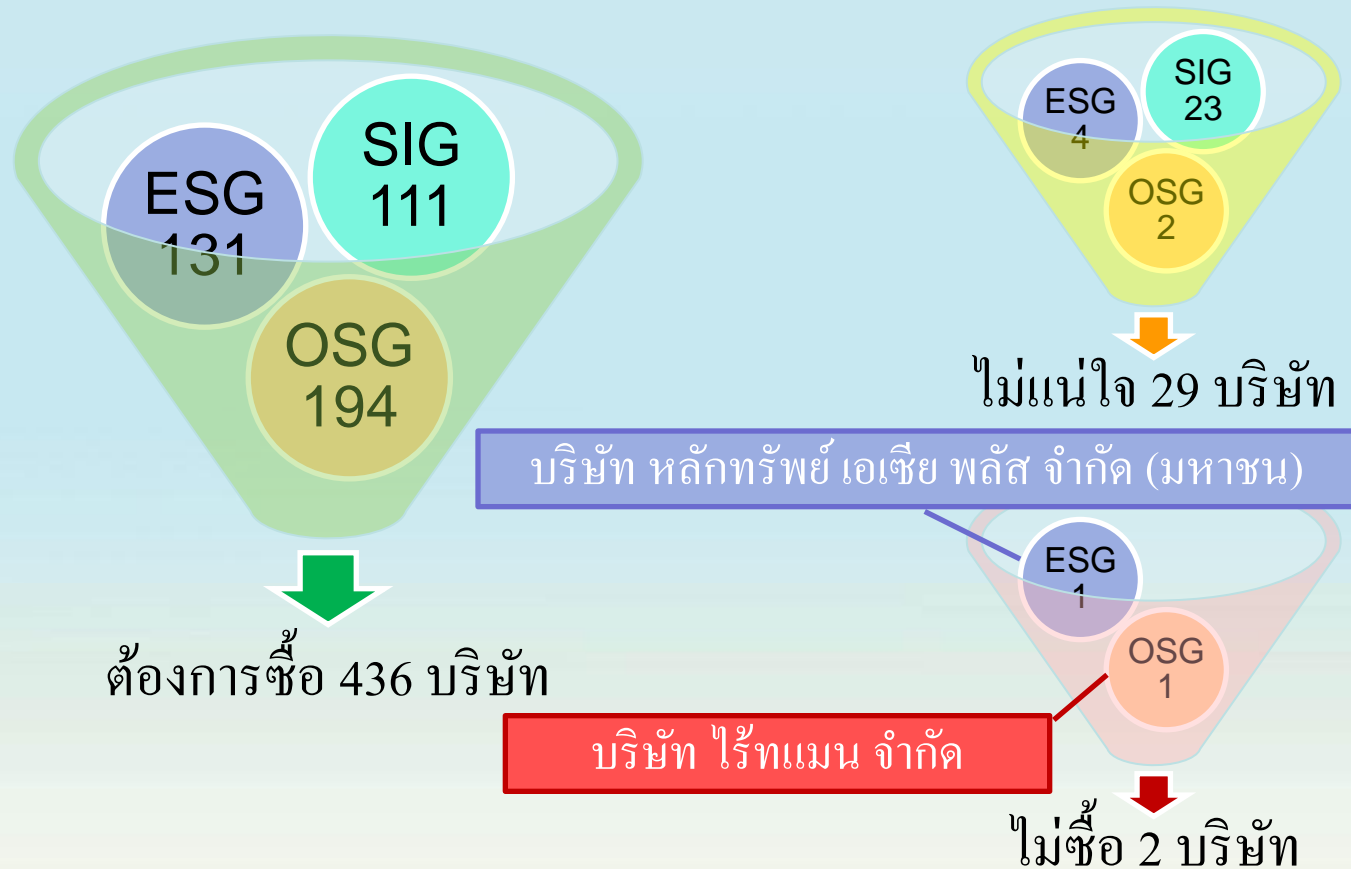 ESG
131
SIG
111
OSG
194
ต้องการซื้อ 436 บริษัท
ESG
4
SIG
23
OSG
2
ไม่แน่ใจ 29 บริษัท
บริษัท หลักทรัพย์ เอเซีย พลัส จำกัด (มหาชน)
ESG
1
OSG
1
บริษัท ไร้ทแมน จำกัด
ไม่ซื้อ 2 บริษัท